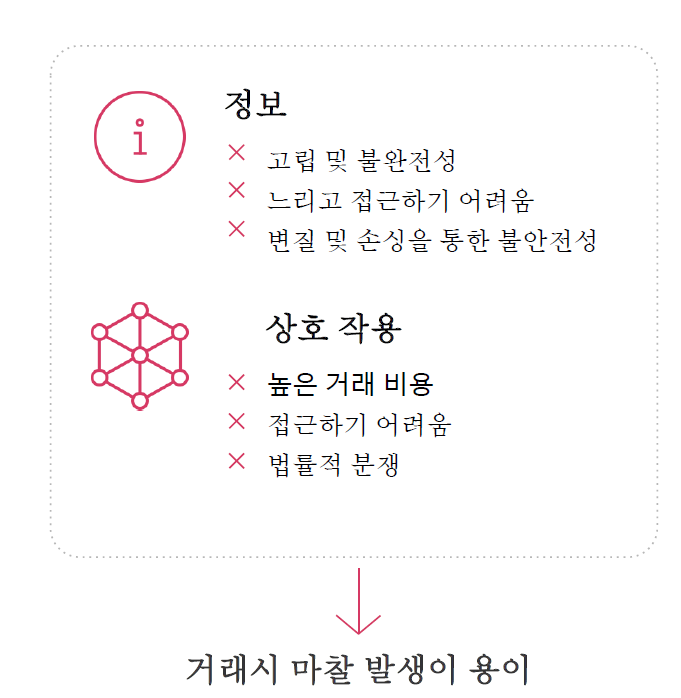 정보
고립 및 불완전성
느리고 접근하기 어려움
변질 및 손싱을 통한 불안전성
상호 작용
높은 거래 비용
접근하기 어려움
법률적 분쟁
거래시 마찰 발생이 용이